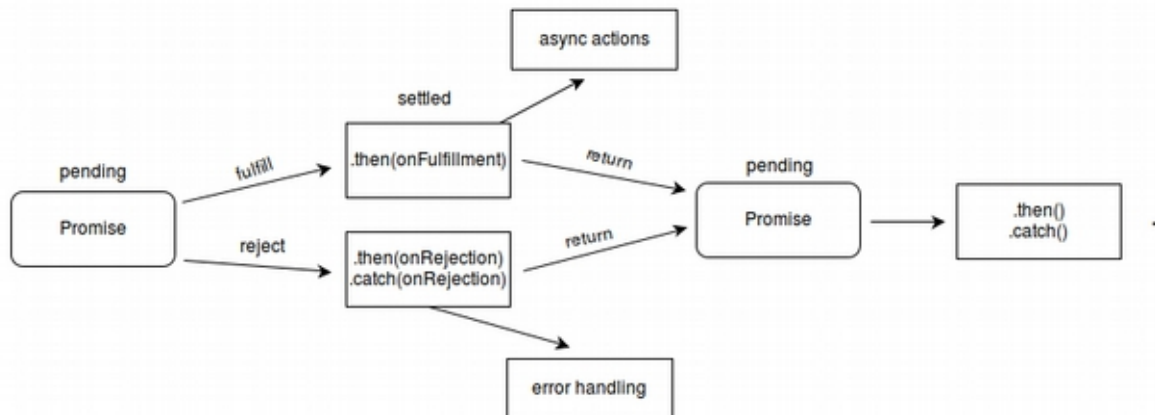 async actions
settled
.then(onFulfillment)
pending
fulfill
Promise
reject
.then(onRejection)
.catch(onRejection)
return
return
pending
Promise
.then()
.catch()
error handling